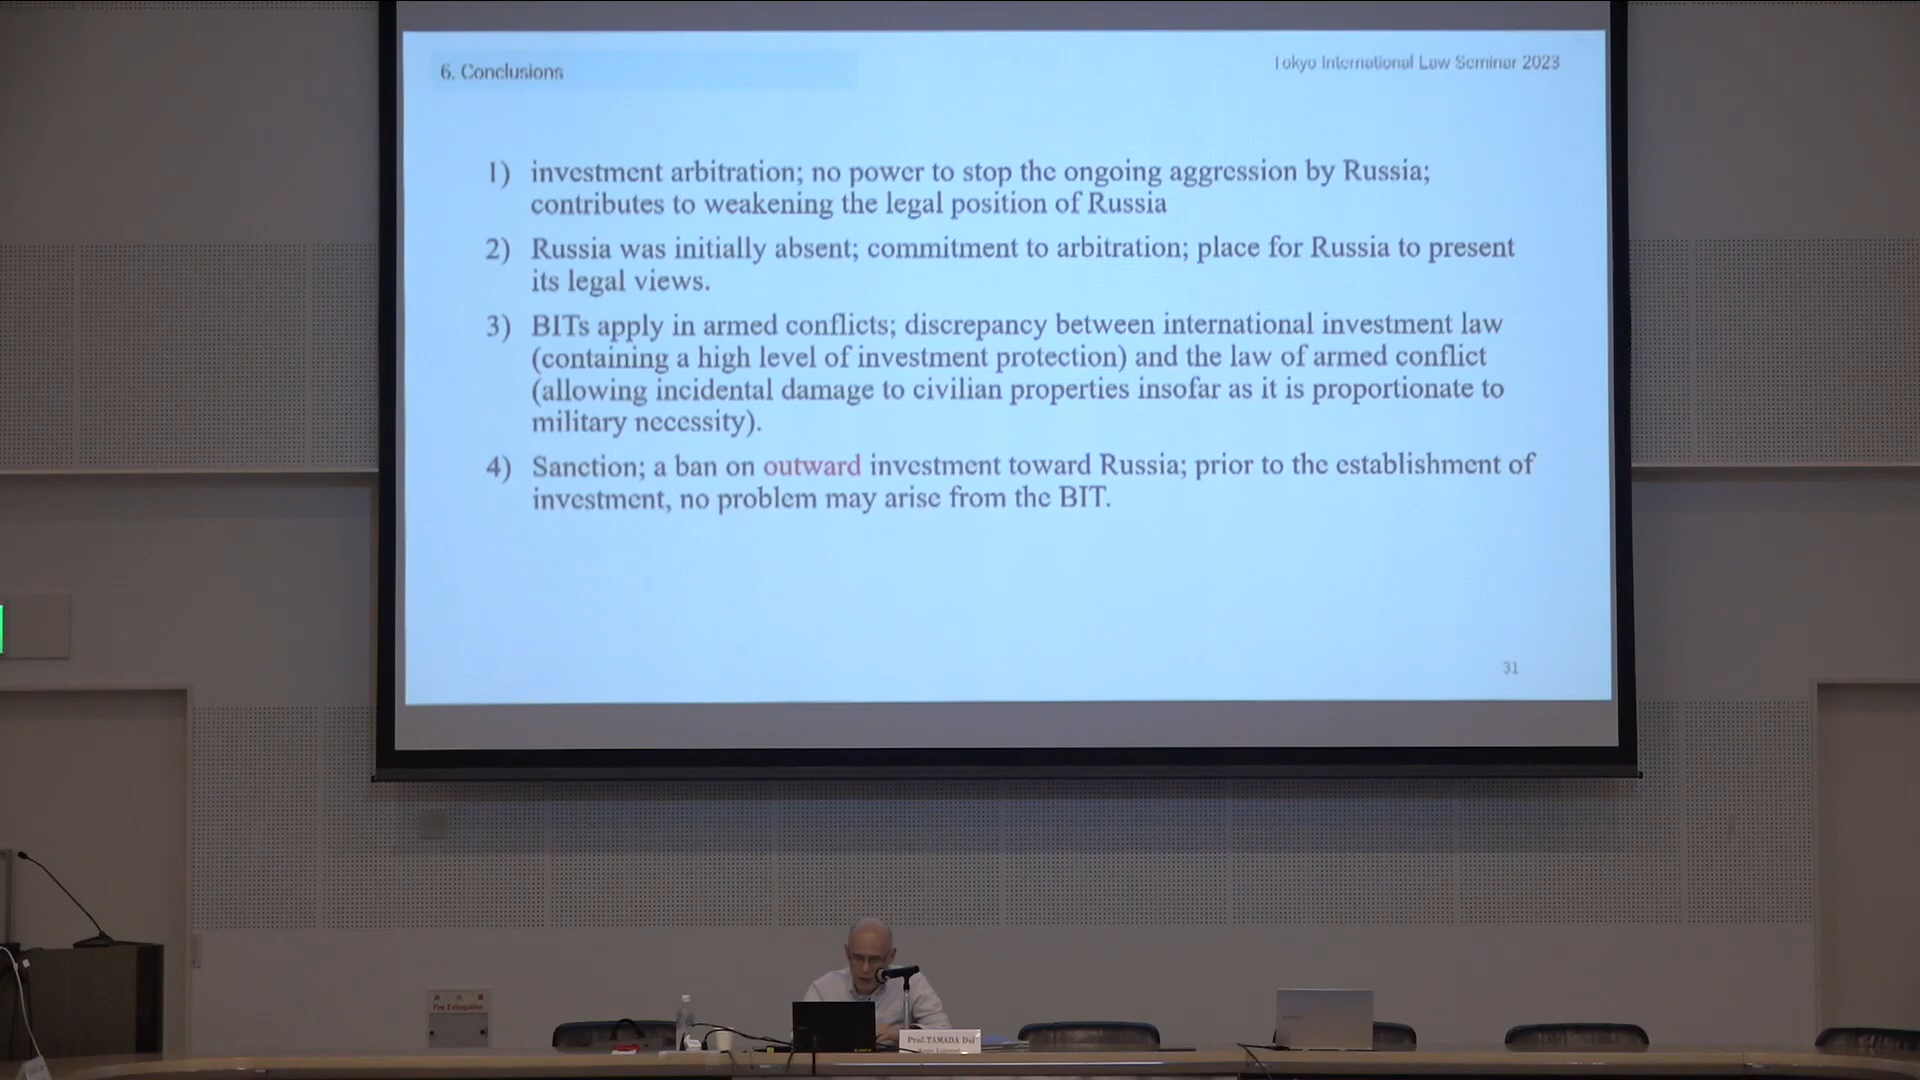 6. Conclusions
Tokyo International Law Seminar 2023
1) investment arbitration; no power to stop the ongoing aggression by Russia;
contributes to weakening the legal position of Russia
2) Russia was initially absent; commitment to arbitration; place for Russia to present
its legal views.
3) BITs apply in armed conflicts; discrepancy between international investment law
(containing a high level of investment protection) and the law of armed conflict
(allowing incidental damage to civilian properties insofar as it is proportionate to
military necessity).
4) Sanction; a ban on outward investment toward Russia; prior to the establishment of
investment, no problem may arise from the BIT.
31
Fire Extinguisher
Prof.TAMADA Dai